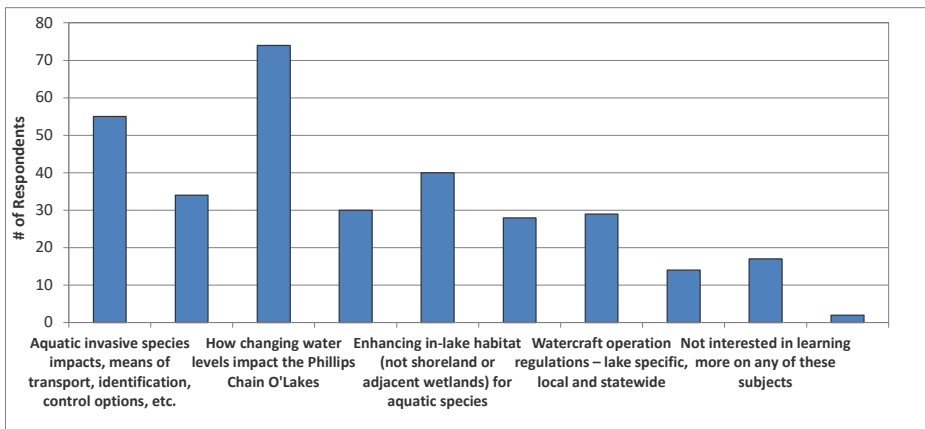 80
70
60
50
40
30
20
10
0
# of Respondents
Aquatic invasive species
impacts, means of
transport, identification,
control options, etc.
How changing water
levels impact the Phillips
Chain O'Lakes
Enhancing in-lake habitat
(not shoreland or
adjacent wetlands) for
aquatic species
Watercraft operation
regulations – lake specific,
local and statewide
Not interested in learning
more on any of these
subjects